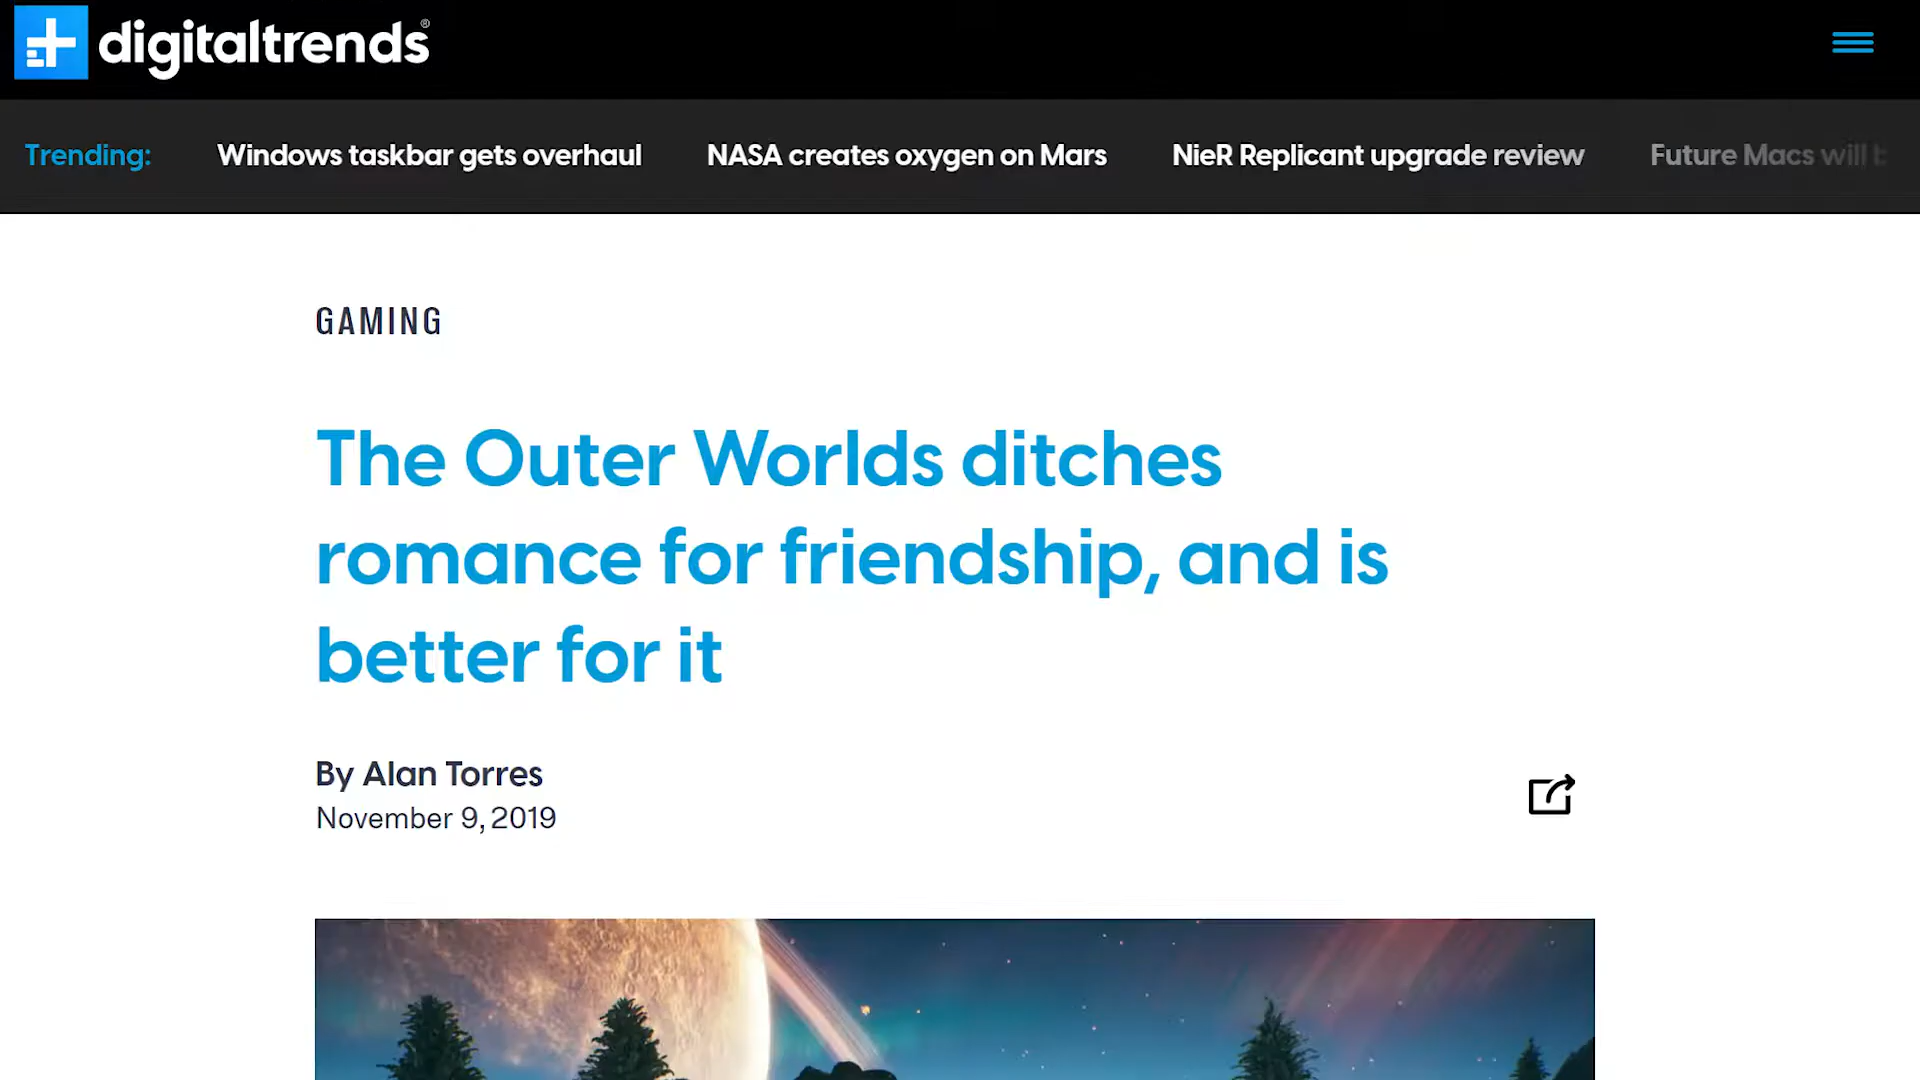 digitaltrends®
Trending: Windows taskbar gets overhaul NASA creates oxygen on Mars NieR Replicant upgrade review Future Macs will
GAMING
The Outer Worlds ditches
romance for friendship, and is
better for it
By Alan Torres
November 9, 2019